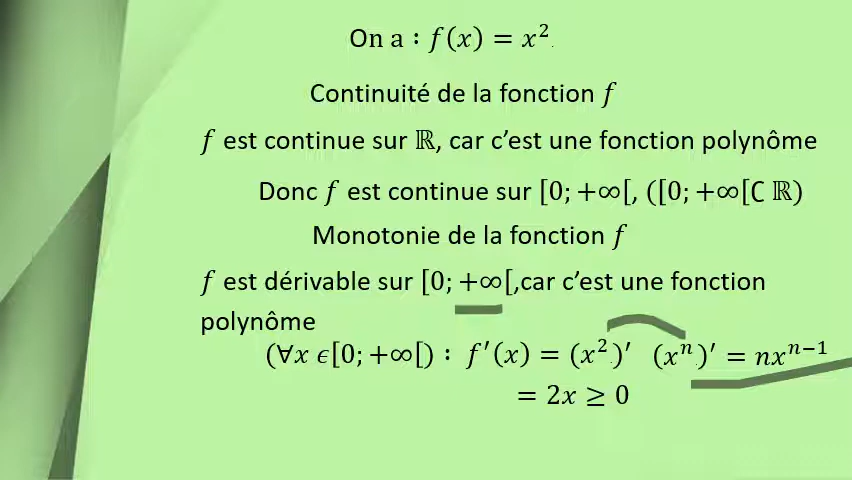 On a : f(x) = x².
Continuité de la fonction f
f est continue sur ℝ, car c’est une fonction polynôme
Donc f est continue sur [0; +∞[, ([0; +∞[C ℝ)
Monotonie de la fonction f
f est dérivable sur [0; +∞[,car c’est une fonction
polynôme
(∀x ϵ[0; +∞[) : f′(x) = (x²)′ (xⁿ)′ = nxⁿ⁻¹
= 2x ≥ 0